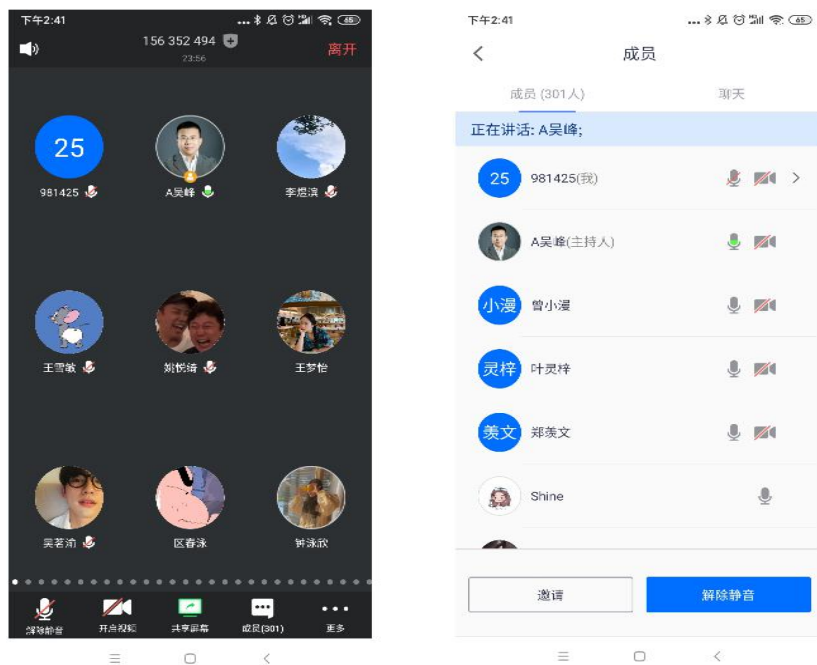 下午2:41
65
156 352 494
23:56
离开
25
981425
A吴峰
李煜滨
王雪敏
姚悦绮
王梦怡
吴茗渝
区春泳
钟泳欣
解除静音
开启视频
共享屏幕
成员(301)
更多
下午2:41
65
成员
成员 (301人)
聊天
正在讲话: A吴峰;
25
981425(我)
A吴峰(主持人)
小漫
曾小漫
灵梓
叶灵梓
羡文
郑羡文
Shine
邀请
解除静音